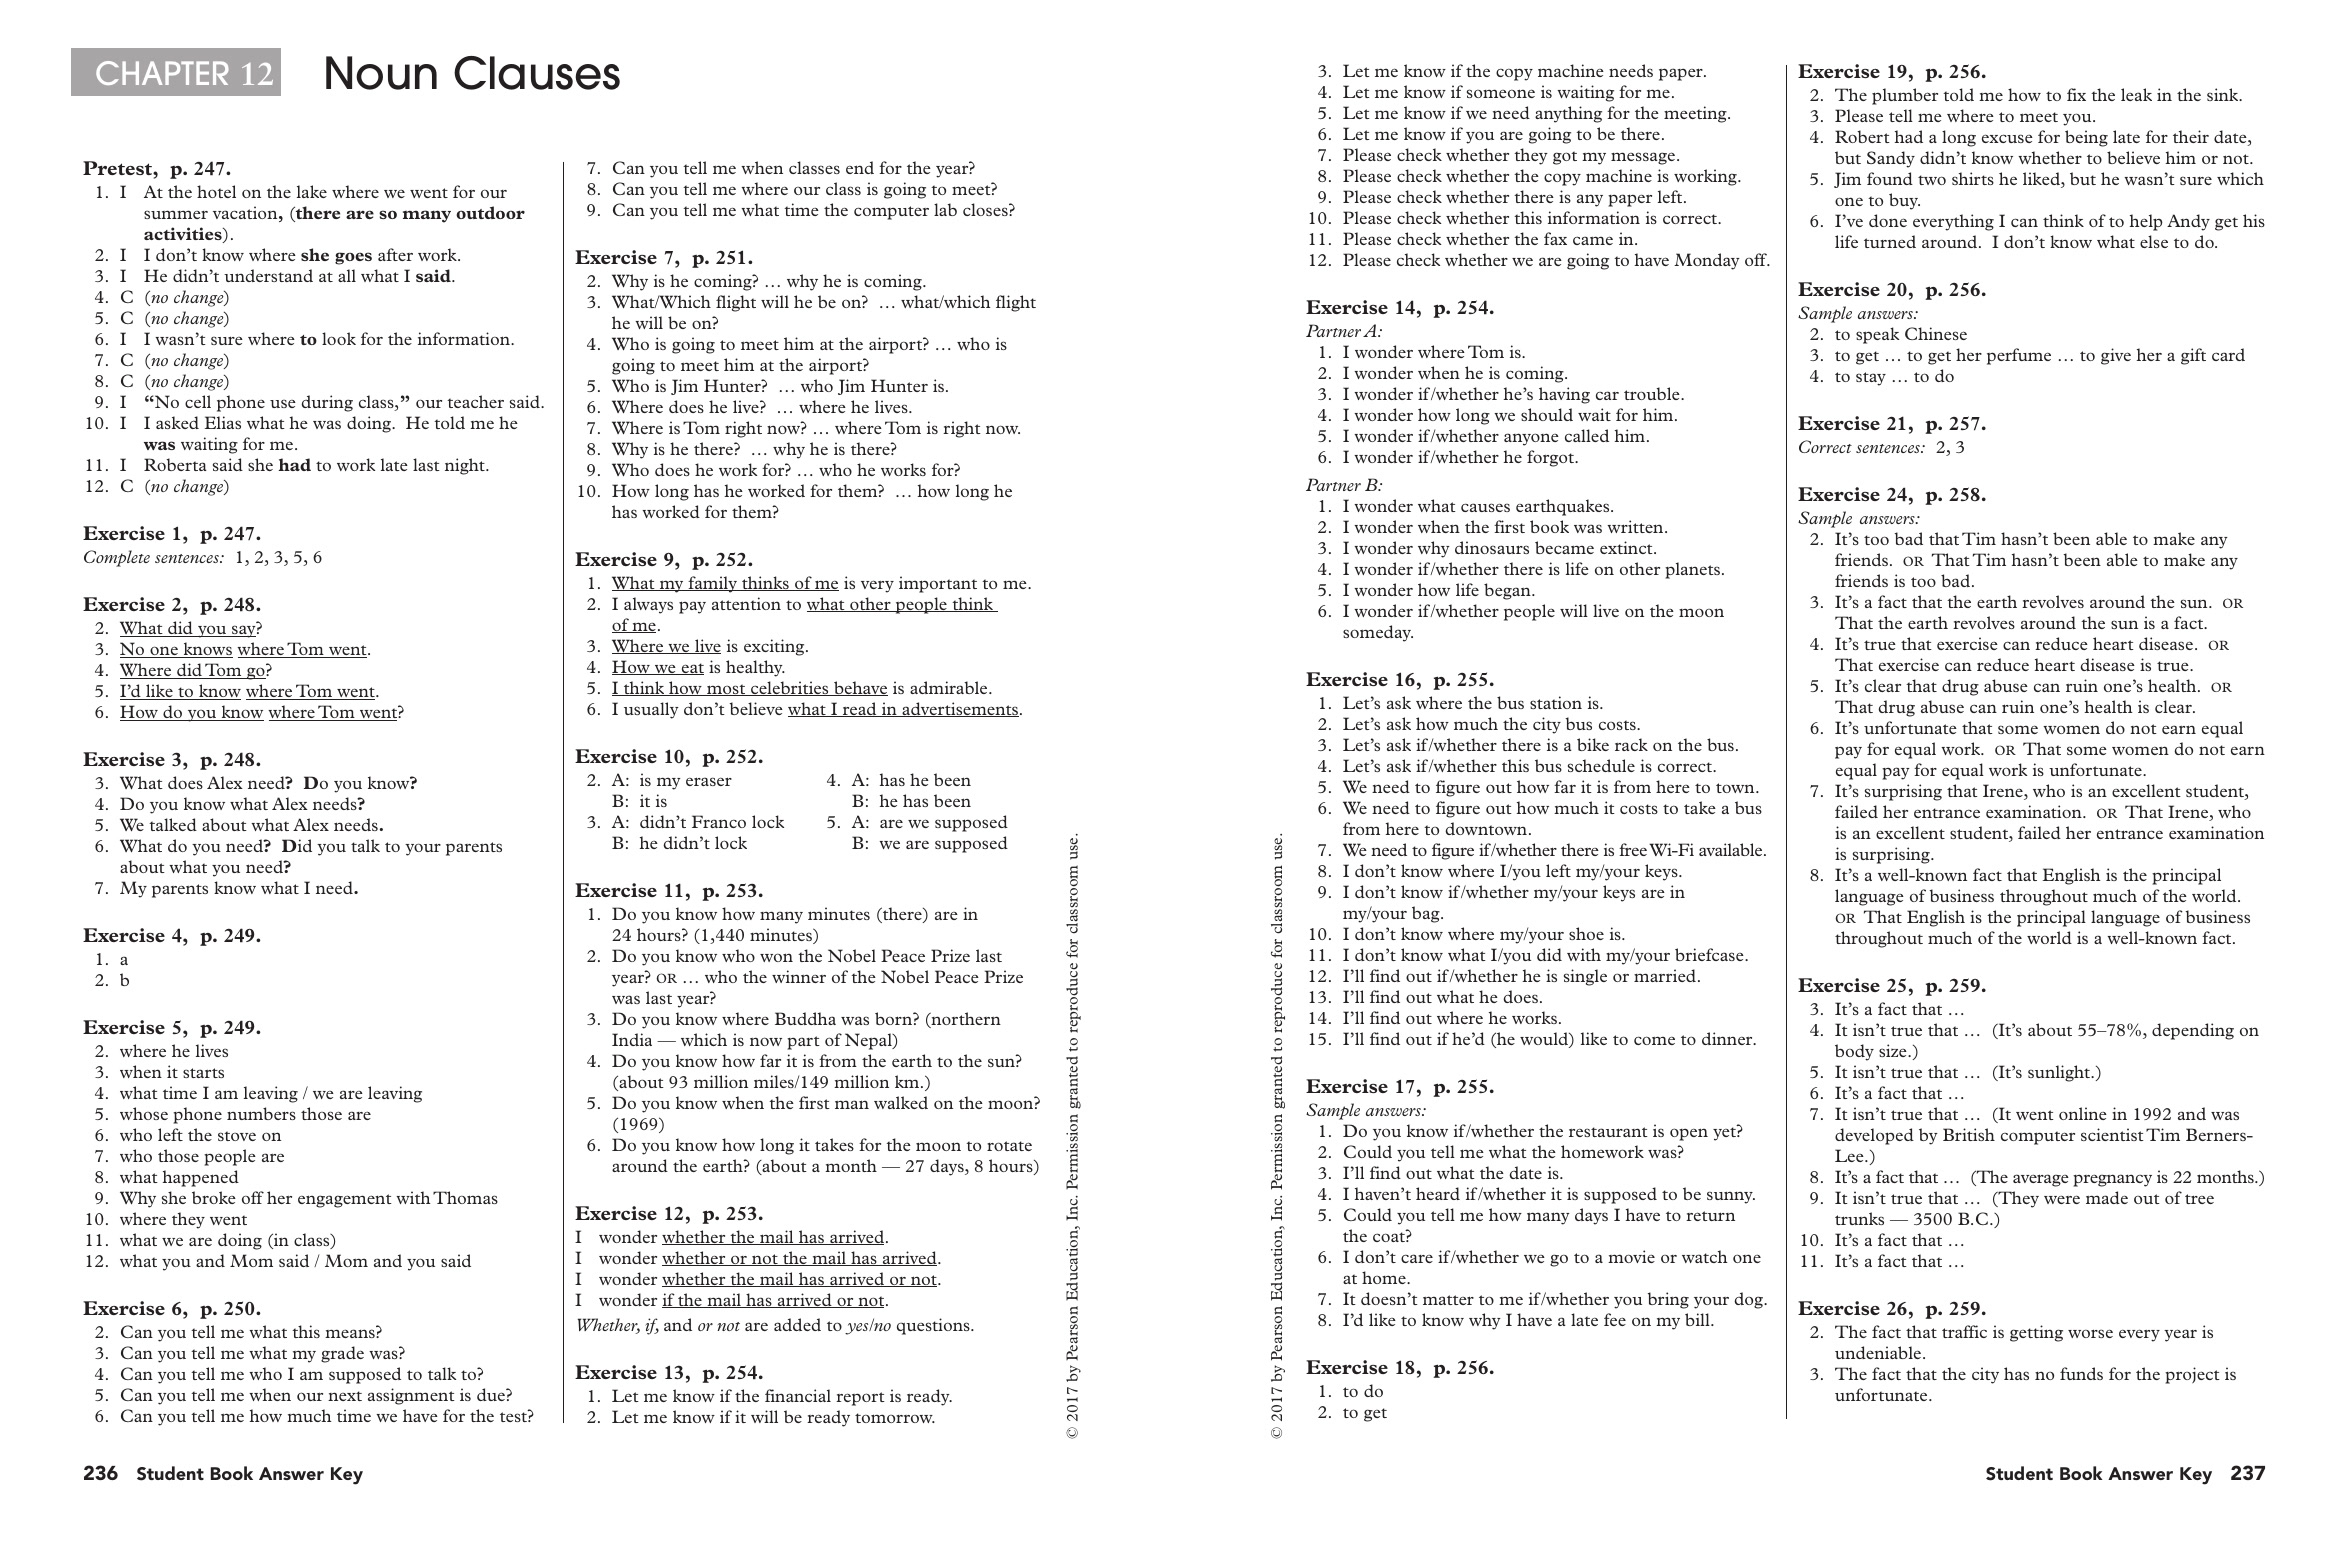 CHAPTER 12 Noun Clauses
Pretest, p. 247.
1. I At the hotel on the lake where we went for our
summer vacation, (there are so many outdoor
activities).
2. I I don't know where she goes after work.
3. I He didn't understand at all what I said.
4. C (no change)
5. C (no change)
6. I I wasn't sure where to look for the information.
7. C (no change)
8. C (no change)
9. I “No cell phone use during class,” our teacher said.
10. I I asked Elias what he was doing. He told me he
was waiting for me.
11. I Roberta said she had to work late last night.
12. C (no change)
Exercise 1, p. 247.
Complete sentences: 1, 2, 3, 5, 6
Exercise 2, p. 248.
2. What did you say?
3. No one knows where Tom went.
4. Where did Tom go?
5. I'd like to know where Tom went.
6. How do you know where Tom went?
Exercise 3, p. 248.
3. What does Alex need? Do you know?
4. Do you know what Alex needs?
5. We talked about what Alex needs.
6. What do you need? Did you talk to your parents
about what you need?
7. My parents know what I need.
Exercise 4, p. 249.
1. a
2. b
Exercise 5, p. 249.
2. where he lives
3. when it starts
4. what time I am leaving / we are leaving
5. whose phone numbers those are
6. who left the stove on
7. who those people are
8. what happened
9. Why she broke off her engagement with Thomas
10. where they went
11. what we are doing (in class)
12. what you and Mom said / Mom and you said
Exercise 6, p. 250.
2. Can you tell me what this means?
3. Can you tell me what my grade was?
4. Can you tell me who I am supposed to talk to?
5. Can you tell me when our next assignment is due?
6. Can you tell me how much time we have for the test?
7. Can you tell me when classes end for the year?
8. Can you tell me where our class is going to meet?
9. Can you tell me what time the computer lab closes?
Exercise 7, p. 251.
2. Why is he coming? … why he is coming.
3. What/Which flight will he be on? … what/which flight
he will be on?
4. Who is going to meet him at the airport? … who is
going to meet him at the airport?
5. Who is Jim Hunter? … who Jim Hunter is.
6. Where does he live? … where he lives.
7. Where is Tom right now? … where Tom is right now.
8. Why is he there? … why he is there?
9. Who does he work for? … who he works for?
10. How long has he worked for them? … how long he
has worked for them?
Exercise 9, p. 252.
1. What my family thinks of me is very important to me.
2. I always pay attention to what other people think
of me.
3. Where we live is exciting.
4. How we eat is healthy.
5. I think how most celebrities behave is admirable.
6. I usually don't believe what I read in advertisements.
Exercise 10, p. 252.
2. A: is my eraser 4. A: has he been
B: it is B: he has been
3. A: didn't Franco lock 5. A: are we supposed
B: he didn't lock B: we are supposed
Exercise 11, p. 253.
1. Do you know how many minutes (there) are in
24 hours? (1,440 minutes)
2. Do you know who won the Nobel Peace Prize last
year? OR … who the winner of the Nobel Peace Prize
was last year?
3. Do you know where Buddha was born? (northern
India — which is now part of Nepal)
4. Do you know how far it is from the earth to the sun?
(about 93 million miles/149 million km.)
5. Do you know when the first man walked on the moon?
(1969)
6. Do you know how long it takes for the moon to rotate
around the earth? (about a month — 27 days, 8 hours)
Exercise 12, p. 253.
I wonder whether the mail has arrived.
I wonder whether or not the mail has arrived.
I wonder whether the mail has arrived or not.
I wonder if the mail has arrived or not.
Whether, if, and or not are added to yes/no questions.
Exercise 13, p. 254.
1. Let me know if the financial report is ready.
2. Let me know if it will be ready tomorrow.
© 2017 by Pearson Education, Inc. Permission granted to reproduce for classroom use.
236 Student Book Answer Key
© 2017 by Pearson Education, Inc. Permission granted to reproduce for classroom use.
3. Let me know if the copy machine needs paper.
4. Let me know if someone is waiting for me.
5. Let me know if we need anything for the meeting.
6. Let me know if you are going to be there.
7. Please check whether they got my message.
8. Please check whether the copy machine is working.
9. Please check whether there is any paper left.
10. Please check whether this information is correct.
11. Please check whether the fax came in.
12. Please check whether we are going to have Monday off.
Exercise 14, p. 254.
Partner A:
1. I wonder where Tom is.
2. I wonder when he is coming.
3. I wonder if/whether he's having car trouble.
4. I wonder how long we should wait for him.
5. I wonder if/whether anyone called him.
6. I wonder if/whether he forgot.
Partner B:
1. I wonder what causes earthquakes.
2. I wonder when the first book was written.
3. I wonder why dinosaurs became extinct.
4. I wonder if/whether there is life on other planets.
5. I wonder how life began.
6. I wonder if/whether people will live on the moon
someday.
Exercise 16, p. 255.
1. Let's ask where the bus station is.
2. Let's ask how much the city bus costs.
3. Let's ask if/whether there is a bike rack on the bus.
4. Let's ask if/whether this bus schedule is correct.
5. We need to figure out how far it is from here to town.
6. We need to figure out how much it costs to take a bus
from here to downtown.
7. We need to figure if/whether there is free Wi-Fi available.
8. I don't know where I/you left my/your keys.
9. I don't know if/whether my/your keys are in
my/your bag.
10. I don't know where my/your shoe is.
11. I don't know what I/you did with my/your briefcase.
12. I'll find out if/whether he is single or married.
13. I'll find out what he does.
14. I'll find out where he works.
15. I'll find out if he'd (he would) like to come to dinner.
Exercise 17, p. 255.
Sample answers:
1. Do you know if/whether the restaurant is open yet?
2. Could you tell me what the homework was?
3. I'll find out what the date is.
4. I haven't heard if/whether it is supposed to be sunny.
5. Could you tell me how many days I have to return
the coat?
6. I don't care if/whether we go to a movie or watch one
at home.
7. It doesn't matter to me if/whether you bring your dog.
8. I'd like to know why I have a late fee on my bill.
Exercise 18, p. 256.
1. to do
2. to get
Exercise 19, p. 256.
2. The plumber told me how to fix the leak in the sink.
3. Please tell me where to meet you.
4. Robert had a long excuse for being late for their date,
but Sandy didn't know whether to believe him or not.
5. Jim found two shirts he liked, but he wasn't sure which
one to buy.
6. I've done everything I can think of to help Andy get his
life turned around. I don't know what else to do.
Exercise 20, p. 256.
Sample answers:
2. to speak Chinese
3. to get … to get her perfume … to give her a gift card
4. to stay … to do
Exercise 21, p. 257.
Correct sentences: 2, 3
Exercise 24, p. 258.
Sample answers:
2. It's too bad that Tim hasn't been able to make any
friends. OR That Tim hasn't been able to make any
friends is too bad.
3. It's a fact that the earth revolves around the sun. OR
That the earth revolves around the sun is a fact.
4. It's true that exercise can reduce heart disease. OR
That exercise can reduce heart disease is true.
5. It's clear that drug abuse can ruin one's health. OR
That drug abuse can ruin one's health is clear.
6. It's unfortunate that some women do not earn equal
pay for equal work. OR That some women do not earn
equal pay for equal work is unfortunate.
7. It's surprising that Irene, who is an excellent student,
failed her entrance examination. OR That Irene, who
is an excellent student, failed her entrance examination
is surprising.
8. It's a well-known fact that English is the principal
language of business throughout much of the world.
OR That English is the principal language of business
throughout much of the world is a well-known fact.
Exercise 25, p. 259.
3. It's a fact that …
4. It isn't true that … (It's about 55–78%, depending on
body size.)
5. It isn't true that … (It's sunlight.)
6. It's a fact that …
7. It isn't true that … (It went online in 1992 and was
developed by British computer scientist Tim Berners-
Lee.)
8. It's a fact that … (The average pregnancy is 22 months.)
9. It isn't true that … (They were made out of tree
trunks — 3500 B.C.)
10. It's a fact that …
11. It's a fact that …
Exercise 26, p. 259.
2. The fact that traffic is getting worse every year is
undeniable.
3. The fact that the city has no funds for the project is
unfortunate.
Student Book Answer Key 237